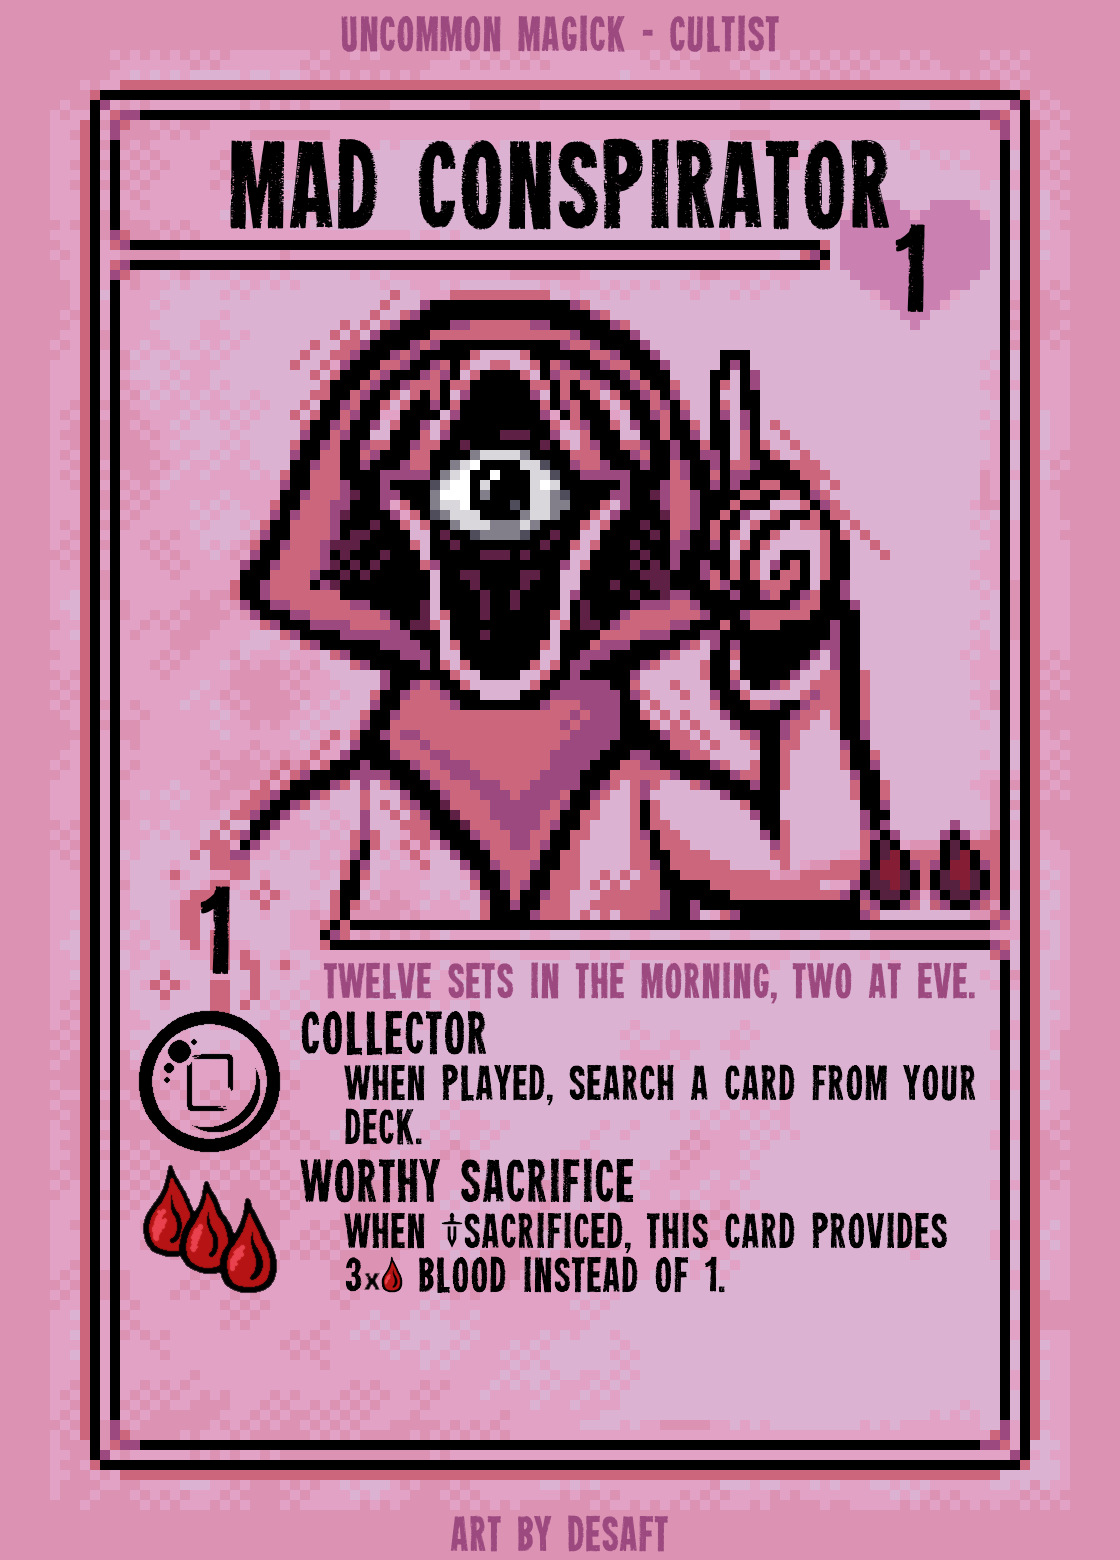 UNCOMMON MAGICK - CULTIST
MAD CONSPIRATOR
1
1
TWELVE SETS IN THE MORNING, TWO AT EVE.
COLLECTOR
WHEN PLAYED, SEARCH A CARD FROM YOUR
DECK.
WORTHY SACRIFICE
WHEN SACRIFICED, THIS CARD PROVIDES
3x BLOOD INSTEAD OF 1.
ART BY DESAFT